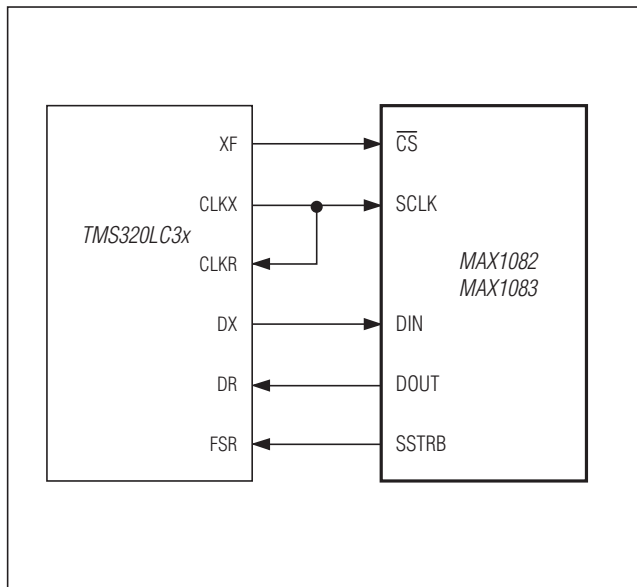 XF
CS
CLKX
SCLK
TMS320LC3x
CLKR
MAX1082
MAX1083
DX
DIN
DR
DOUT
FSR
SSTRB